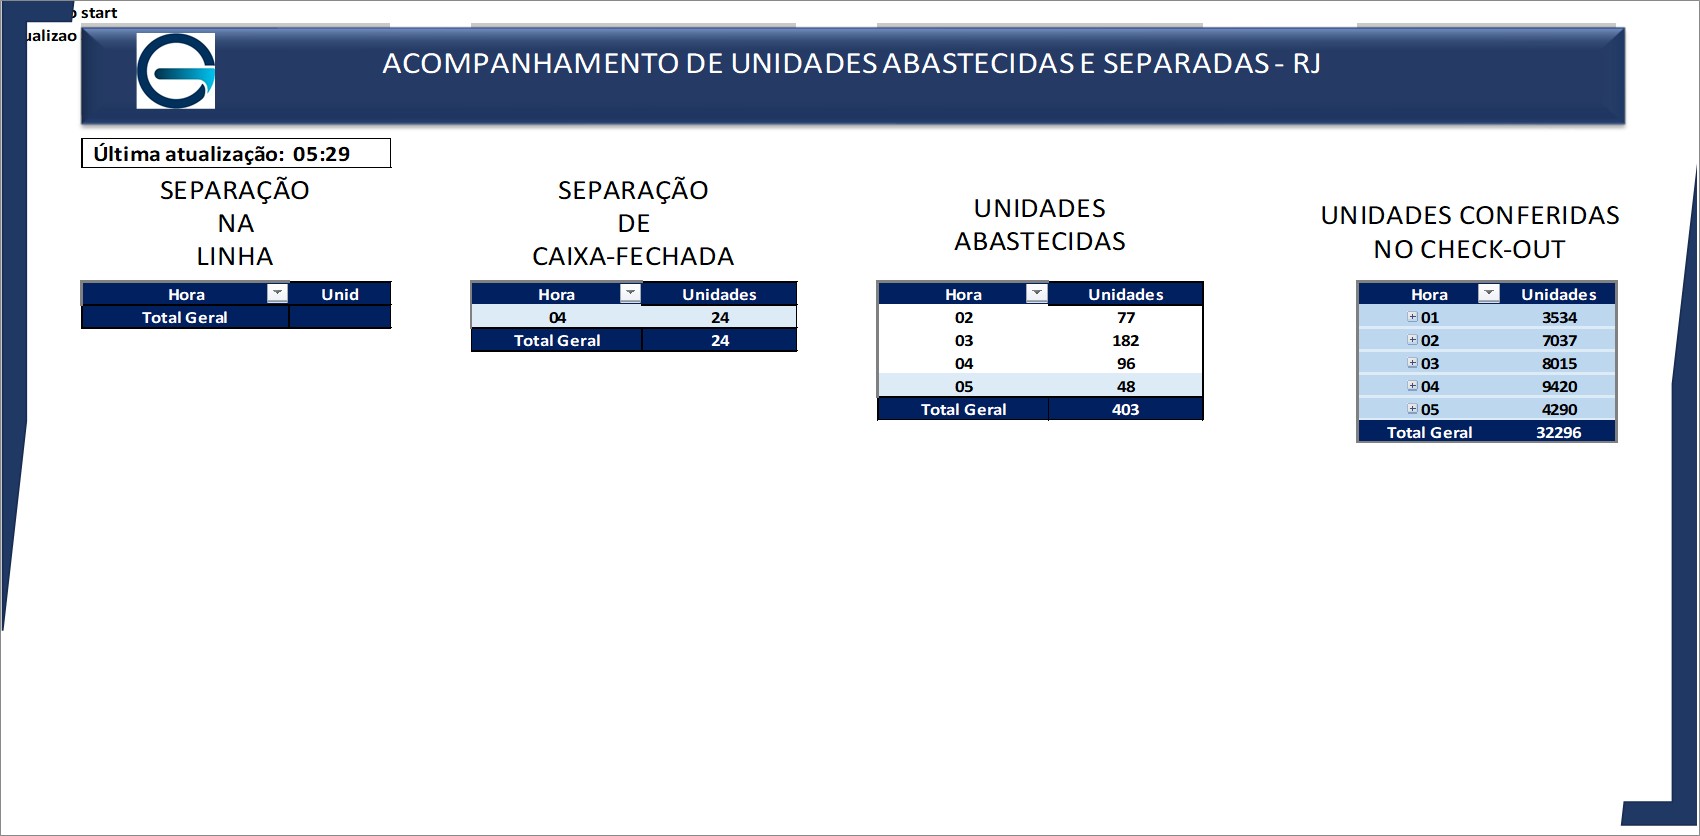 start
ACOMPANHAMENTO DE UNIDADES ABASTECIDAS E SEPARADAS - RJ
Última atualização: 05:29
SEPARAÇÃO
NA
LINHA
Hora Unid
Total Geral
SEPARAÇÃO
DE
CAIXA-FECHADA
Hora Unidades
04 24
Total Geral 24
UNIDADES
ABASTECIDAS
Hora Unidades
02 77
03 182
04 96
05 48
Total Geral 403
UNIDADES CONFERIDAS
NO CHECK-OUT
Hora Unidades
01 3534
02 7037
03 8015
04 9420
05 4290
Total Geral 32296